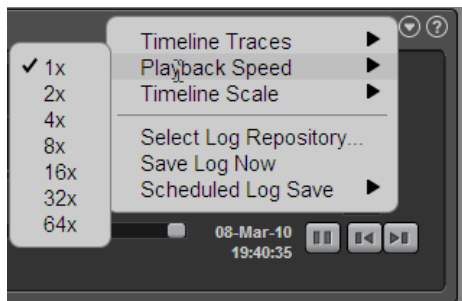 Timeline Traces
Playback Speed
Timeline Scale
Select Log Repository...
Save Log Now
Scheduled Log Save
1x
2x
4x
8x
16x
32x
64x
08-Mar-10
19:40:35
?